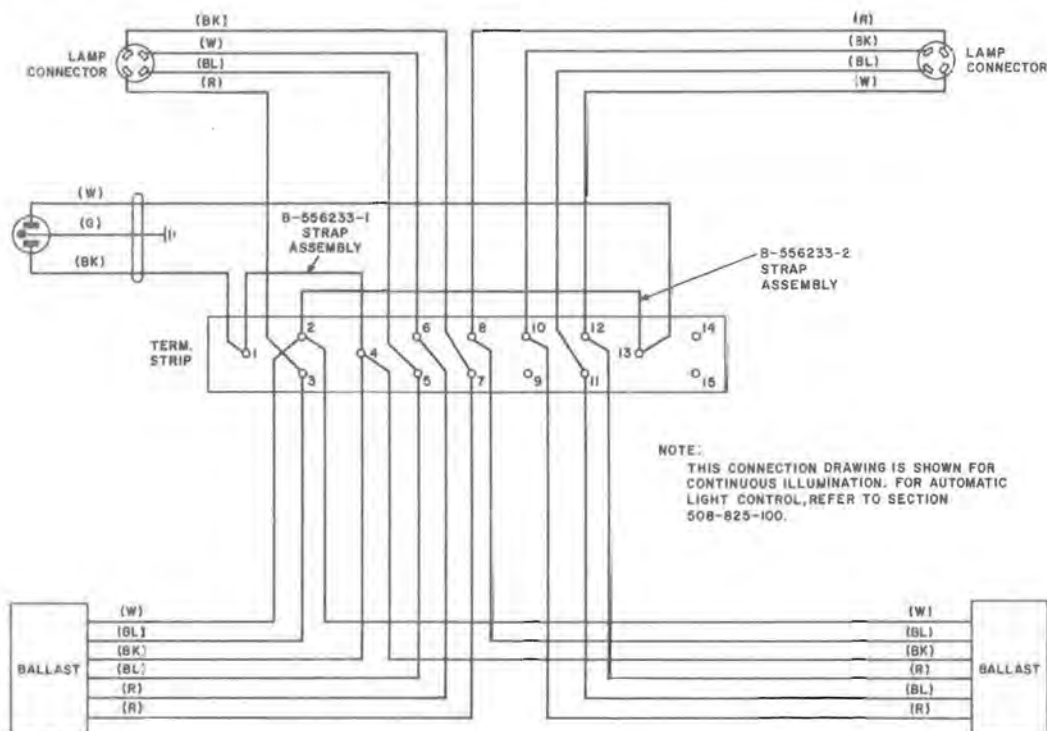 (BK)
(W)
(BL)
(R)
LAMP
CONNECTOR
(R)
(BK)
(BL)
(W)
LAMP
CONNECTOR
(W)
(G)
(BK)
B-556233-1
STRAP
ASSEMBLY
B-556233-2
STRAP
ASSEMBLY
TERM.
STRIP
1
2
3
4
5
6
7
8
9
10
11
12
13
14
15
NOTE:
THIS CONNECTION DRAWING IS SHOWN FOR
CONTINUOUS ILLUMINATION. FOR AUTOMATIC
LIGHT CONTROL, REFER TO SECTION
508-825-100.
BALLAST
(W)
(BL)
(BK)
(BL)
(R)
(R)
(W)
(BL)
(BK)
(R)
(BL)
(R)
BALLAST